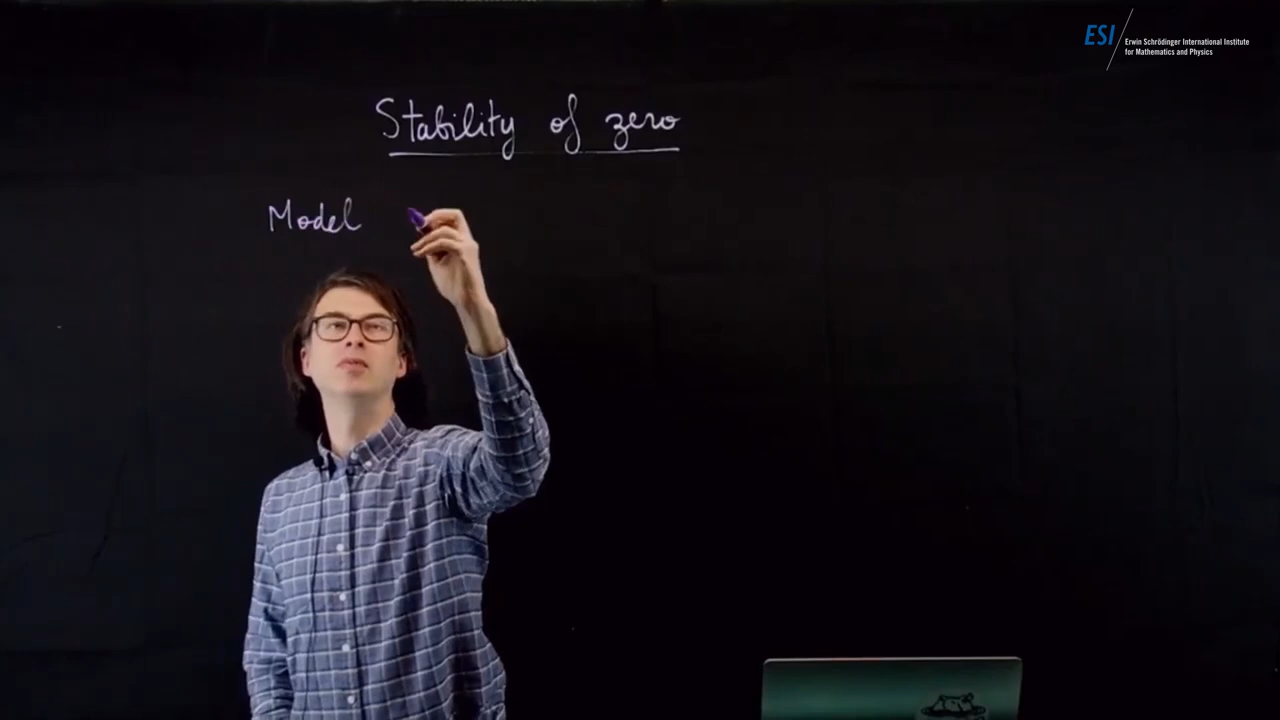 ESI
Erwin Schrödinger International Institute
for Mathematics and Physics
Stability of zero
Model